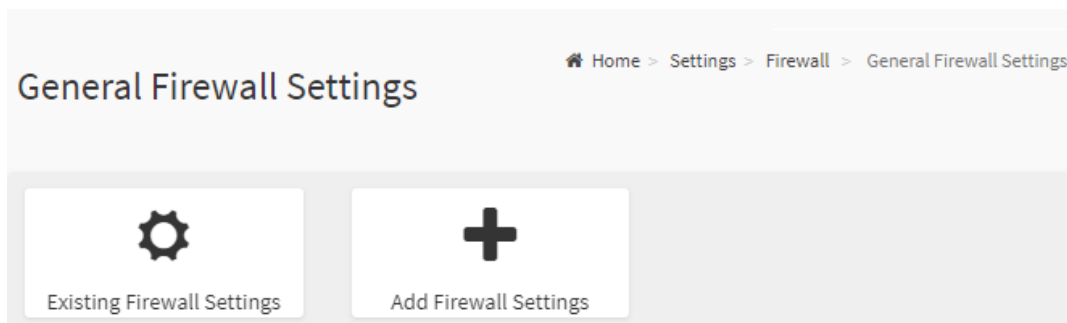 Home > Settings > Firewall > General Firewall Settings
General Firewall Settings
Existing Firewall Settings
Add Firewall Settings